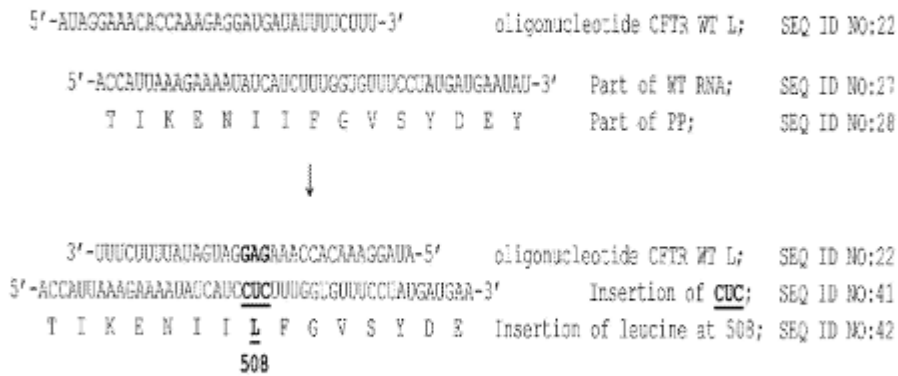 5'-AUAGGAAACACCAAAGAGGAUGAUAUUUUCUUU-3' oligonucleotide CFTR WT L; SEQ ID NO:22
5'-ACCAUUAAAGAAAAUAUCAUCUUUGGUGUUUCCUAUGAUGAAUAU-3' Part of WT RNA; SEQ ID NO:27
T I K E N I I F G V S Y D E Y Part of PP; SEQ ID NO:28
↓
3'-UUUCUUUUAUAGUAGGAGAAACCACAAAGGAUA-5' oligonucleotide CFTR WT L; SEQ ID NO:22
5'-ACCAUUAAAGAAAAUAUCAUCCUCUUUGGUGUUUCCUAUGAUGAA-3' Insertion of CUC; SEQ ID NO:41
T I K E N I I L F G V S Y D E Insertion of leucine at 508; SEQ ID NO:42
508